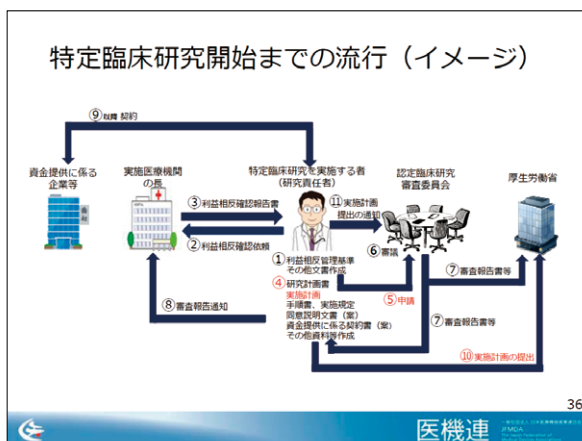 特定臨床研究開始までの流行（イメージ）
⑨以降 契約
資金提供に係る
企業等
実施医療機関
の長
特定臨床研究を実施する者
（研究責任者）
認定臨床研究
審査委員会
厚生労働省
③利益相反確認報告書
②利益相反確認依頼
⑪実施計画
提出の通知
⑥審議
①利益相反管理基準
その他文書作成
④研究計画書
実施計画
手順書、実施規定
同意説明文書（案）
資金提供に係る契約書（案）
その他資料等作成
⑤申請
⑦審査報告書等
⑦審査報告書等
⑧審査報告通知
⑩実施計画の提出
36
医機連
JFMDA